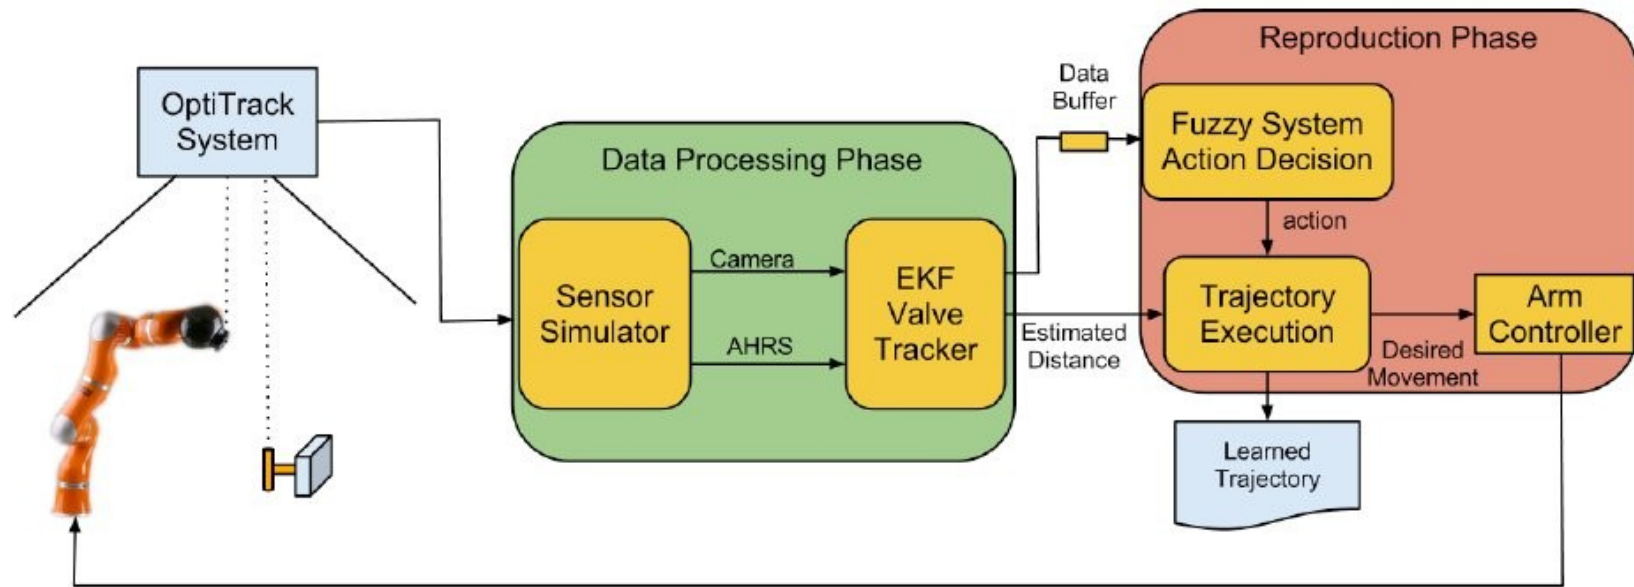 OptiTrack
System
Data Processing Phase
Sensor
Simulator
Camera
AHRS
EKF
Valve
Tracker
Data
Buffer
Estimated
Distance
Reproduction Phase
Fuzzy System
Action Decision
action
Trajectory
Execution
Desired
Movement
Arm
Controller
Learned
Trajectory